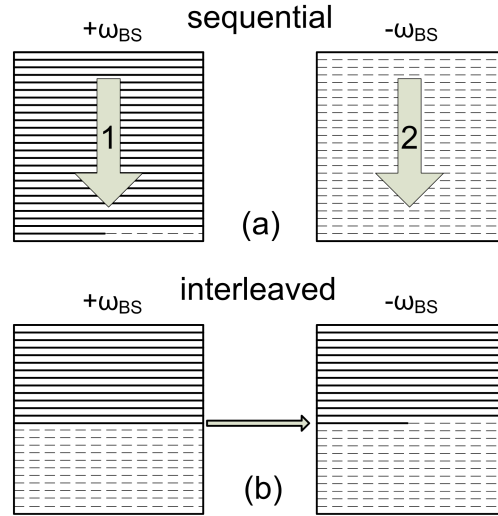 sequential
+ωBS -ωBS
1 2
(a)
interleaved
+ωBS -ωBS
(b)